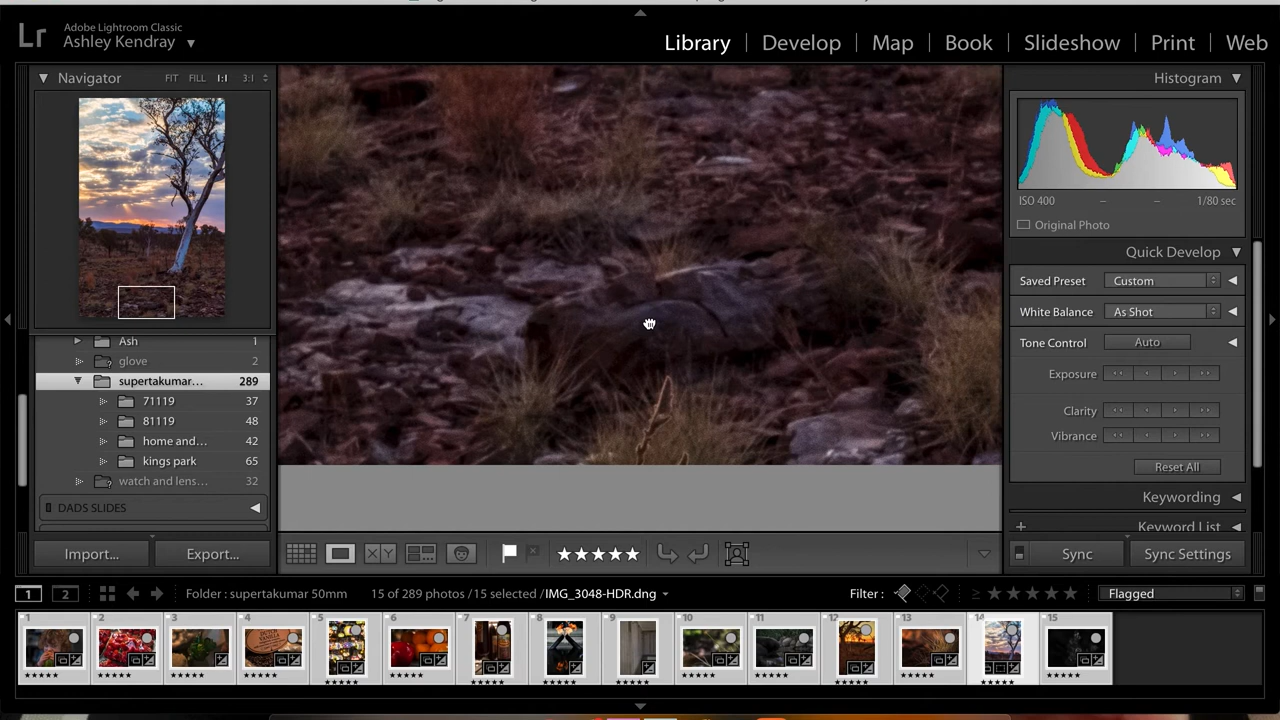 Lr
Adobe Lightroom Classic
Ashley Kendray
Library | Develop | Map | Book | Slideshow | Print | Web
Navigator
FIT FILL 1:1 3:1
Histogram
ISO 400 – – 1/80 sec
Original Photo
Quick Develop
Saved Preset Custom
White Balance As Shot
Tone Control Auto
Exposure
Clarity
Vibrance
Reset All
Keywording
Keyword List
Ash 1
glove 2
supertakumar... 289
71119 37
81119 48
home and... 42
kings park 65
watch and lens... 32
DADS SLIDES
Import... Export...
X Y
Sync Sync Settings
1 2
Folder : supertakumar 50mm
15 of 289 photos / 15 selected / IMG_3048-HDR.dng
Filter :
Flagged
1 2 3 4 5 6 7 8 9 10 11 12 13 14 15